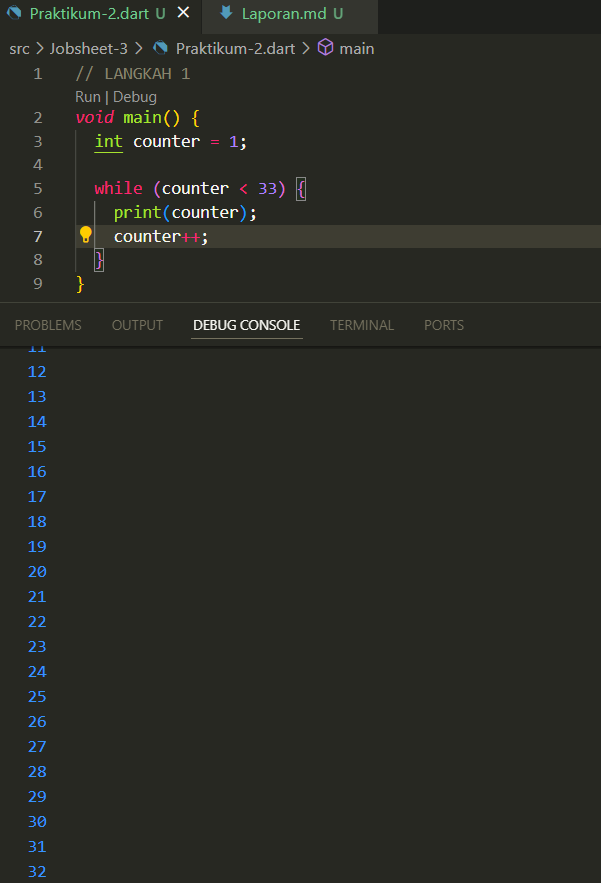 Praktikum-2.dart U Laporan.md U
src > Jobsheet-3 > Praktikum-2.dart > main
1 // LANGKAH 1
Run | Debug
2 void main() {
3 int counter = 1;
4
5 while (counter < 33) {
6 print(counter);
7 counter++;
8 }
9 }
PROBLEMS OUTPUT DEBUG CONSOLE TERMINAL PORTS
11
12
13
14
15
16
17
18
19
20
21
22
23
24
25
26
27
28
29
30
31
32